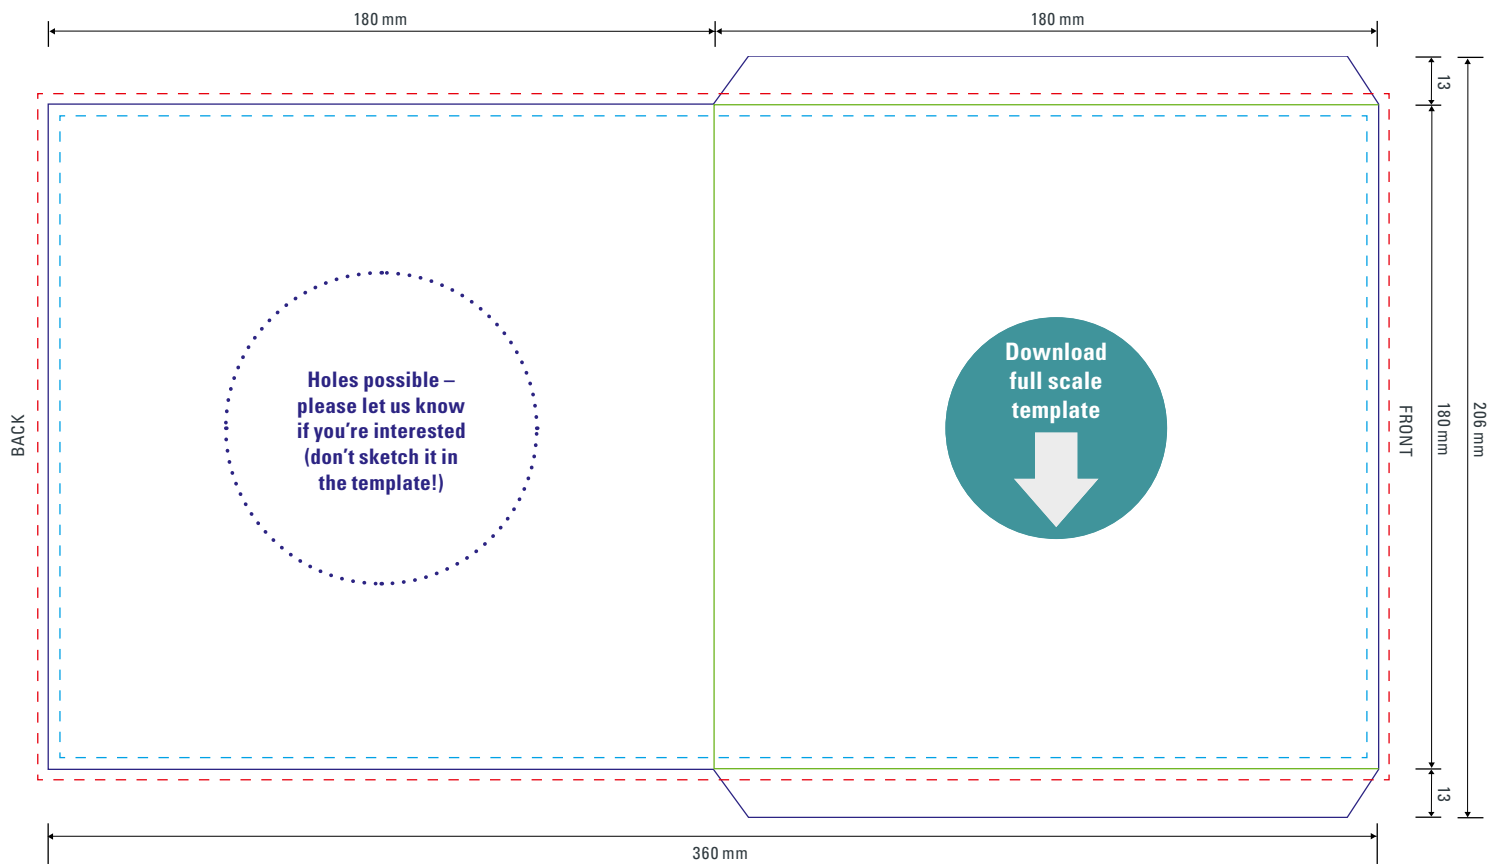 180 mm
180 mm
13
Holes possible –
please let us know
if you're interested
(don't sketch it in
the template!)
Download
full scale
template
BACK
FRONT
180 mm
206 mm
13
360 mm